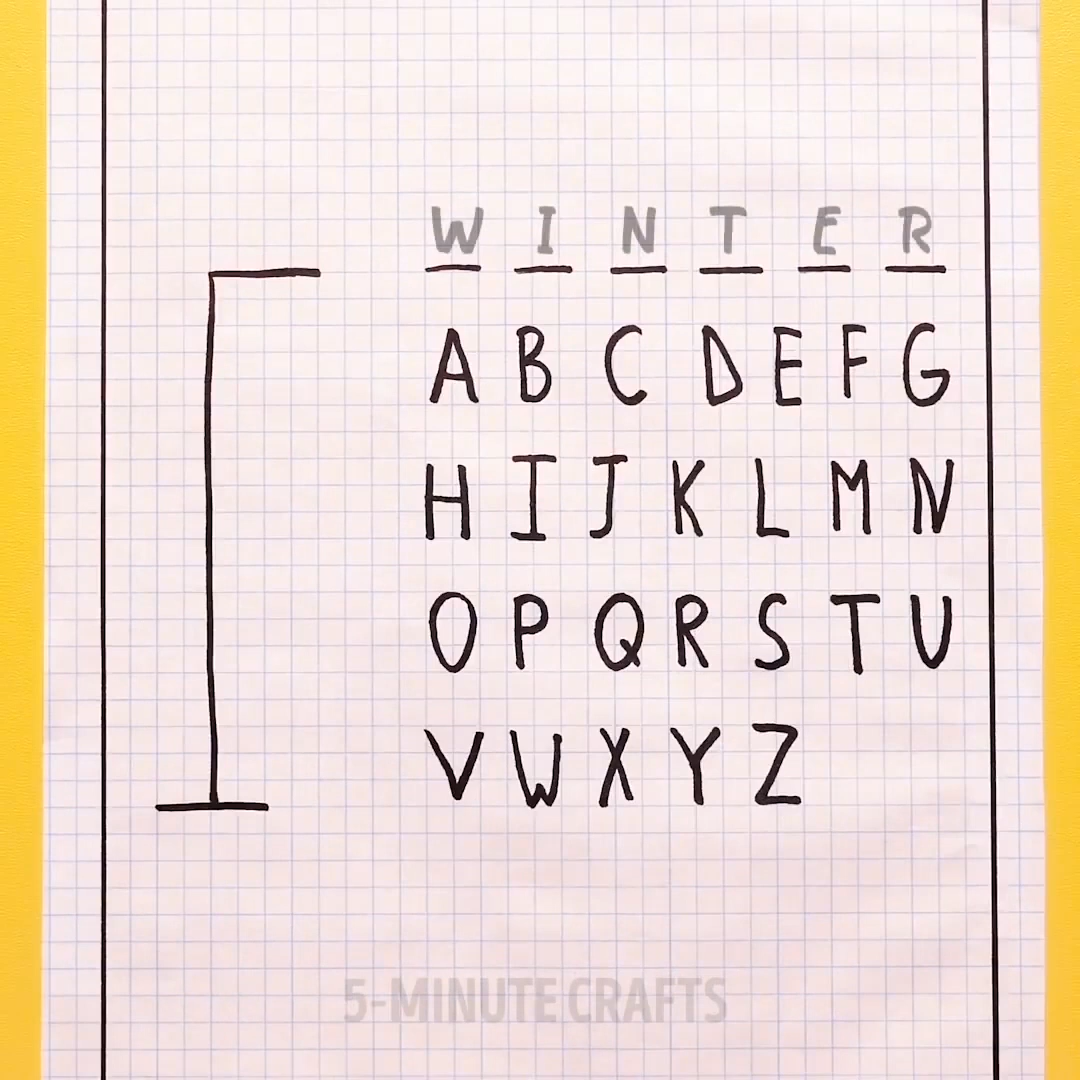 W I N T E R
A B C D E F G
H I J K L M N
O P Q R S T U
V W X Y Z
5-MINUTE CRAFTS